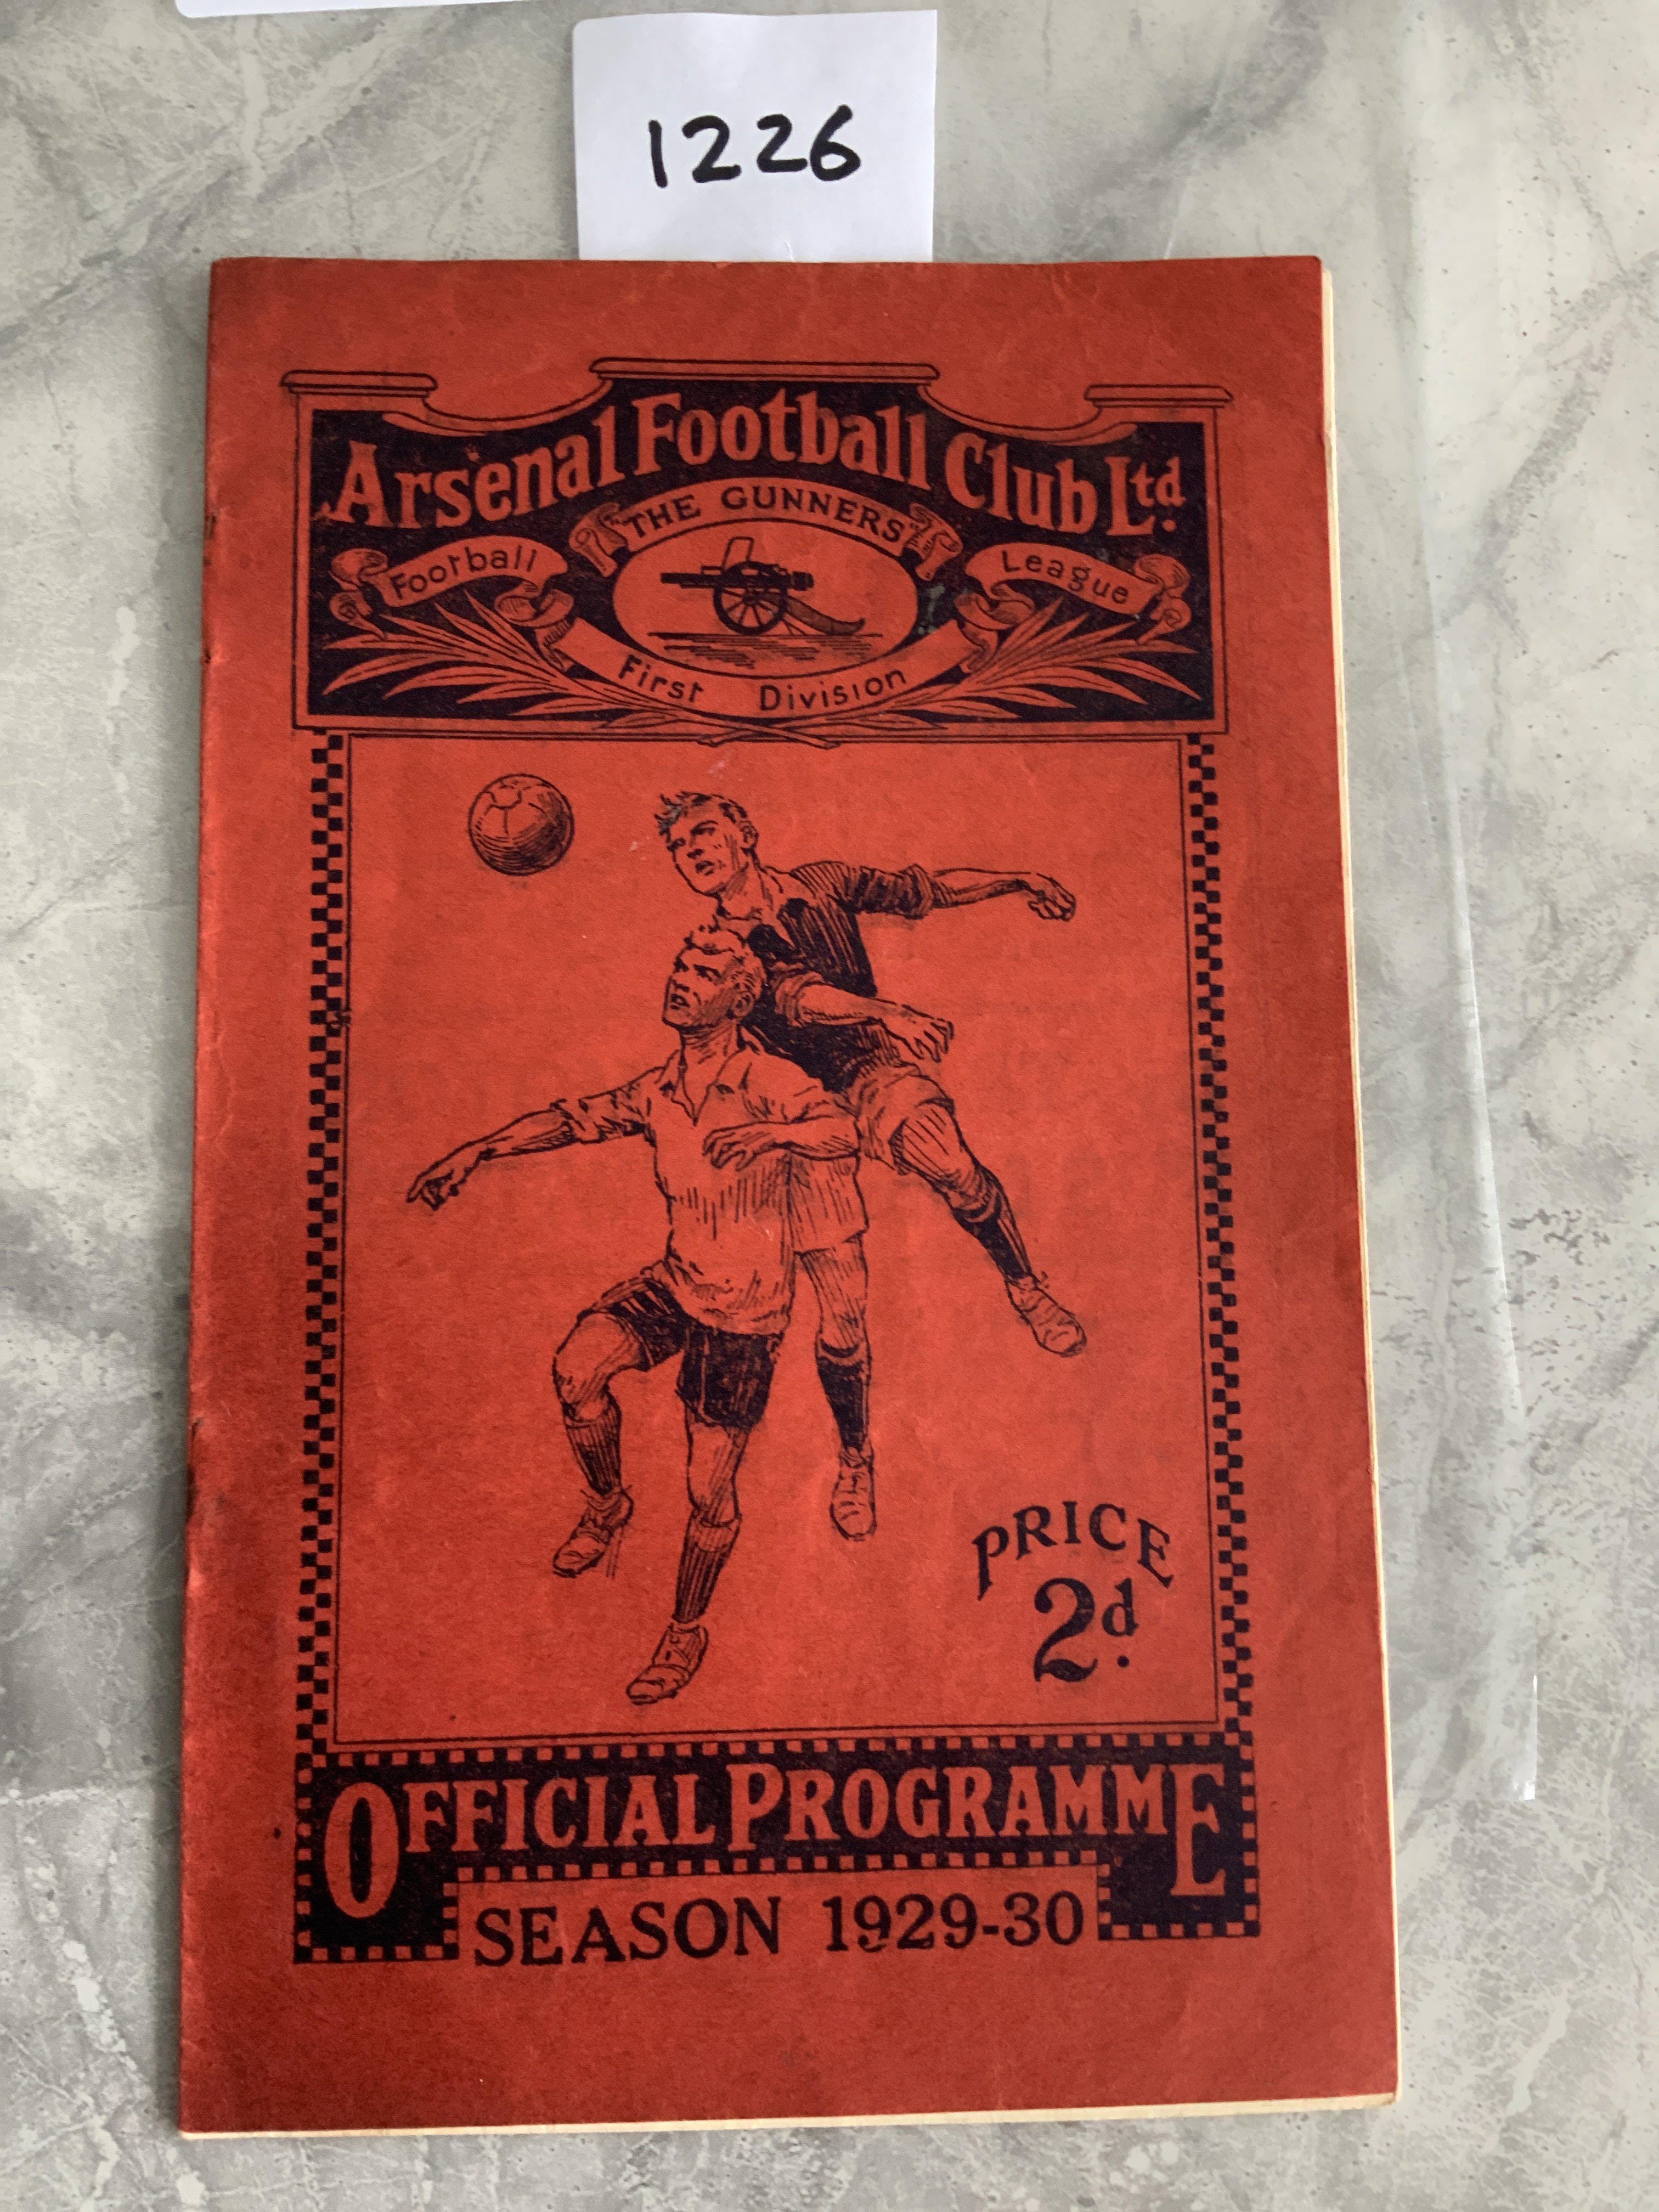 1226
Arsenal Football Club Ltd.
"THE GUNNERS"
Football League
First Division
PRICE
2d.
OFFICIAL PROGRAMME
SEASON 1929-30